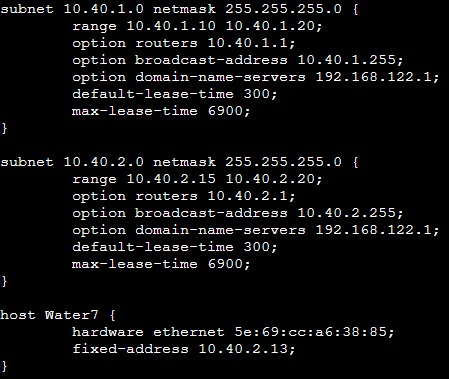 subnet 10.40.1.0 netmask 255.255.255.0 {
range 10.40.1.10 10.40.1.20;
option routers 10.40.1.1;
option broadcast-address 10.40.1.255;
option domain-name-servers 192.168.122.1;
default-lease-time 300;
max-lease-time 6900;
}
subnet 10.40.2.0 netmask 255.255.255.0 {
range 10.40.2.15 10.40.2.20;
option routers 10.40.2.1;
option broadcast-address 10.40.2.255;
option domain-name-servers 192.168.122.1;
default-lease-time 300;
max-lease-time 6900;
}
host Water7 {
hardware ethernet 5e:69:cc:a6:38:85;
fixed-address 10.40.2.13;
}